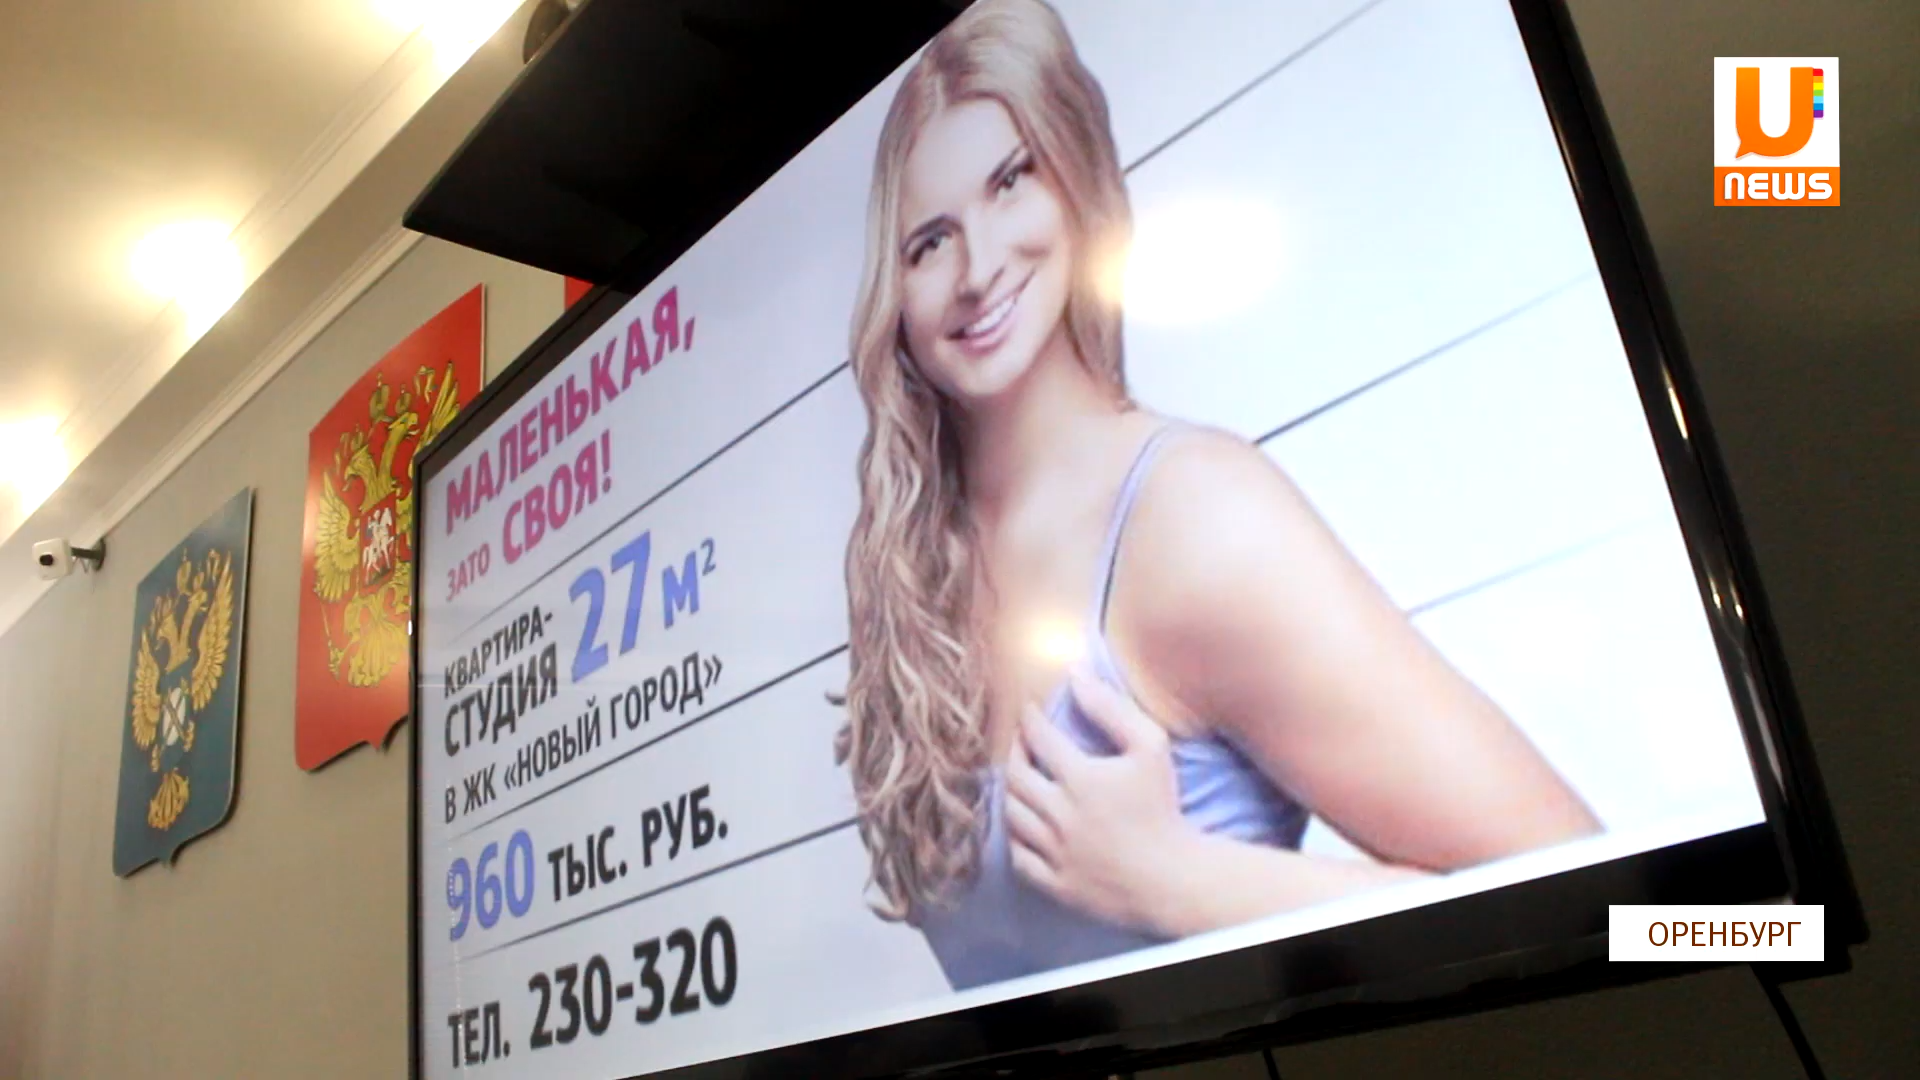 U
NEWS
МАЛЕНЬКАЯ,
ЗАТО СВОЯ!
КВАРТИРА-
СТУДИЯ 27 М²
В ЖК «НОВЫЙ ГОРОД»
960 ТЫС. РУБ.
ТЕЛ. 230-320
ОРЕНБУРГ